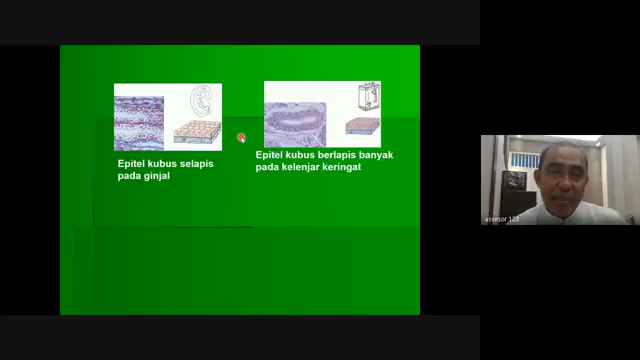 Epitel kubus selapis
pada ginjal
Epitel kubus berlapis banyak
pada kelenjar keringat
assesor 123